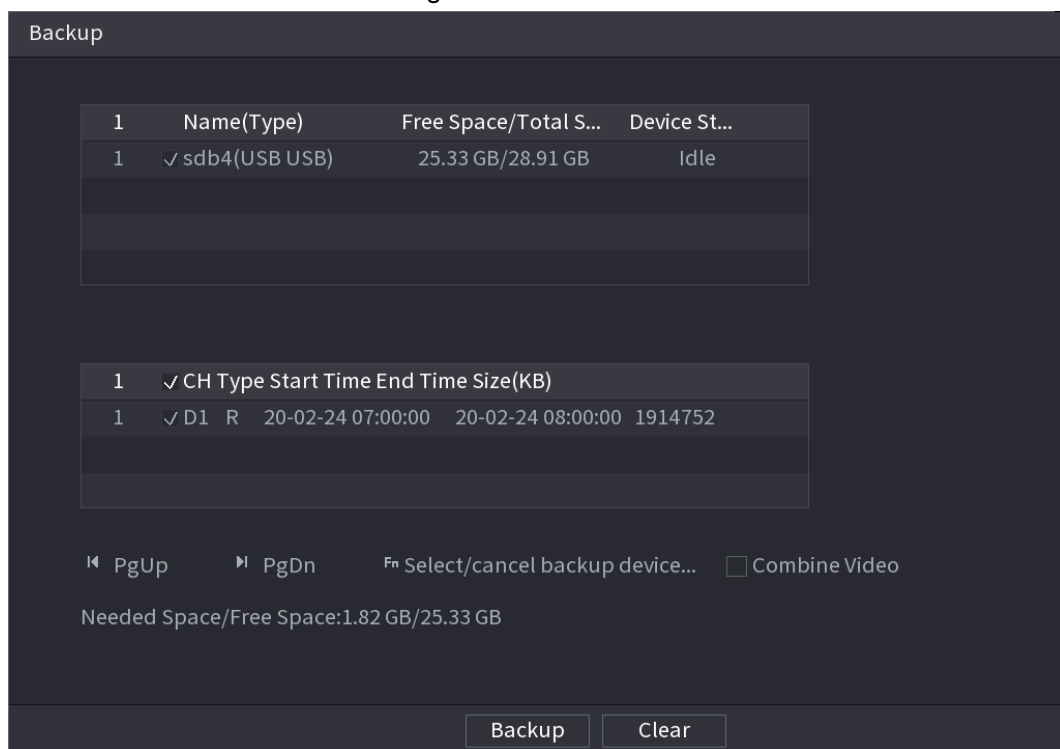 Backup
1 Name(Type) Free Space/Total S... Device St...
1 sdb4(USB USB) 25.33 GB/28.91 GB Idle
1 CH Type Start Time End Time Size(KB)
1 D1 R 20-02-24 07:00:00 20-02-24 08:00:00 1914752
PgUp PgDn Fn Select/cancel backup device... Combine Video
Needed Space/Free Space:1.82 GB/25.33 GB
Backup Clear